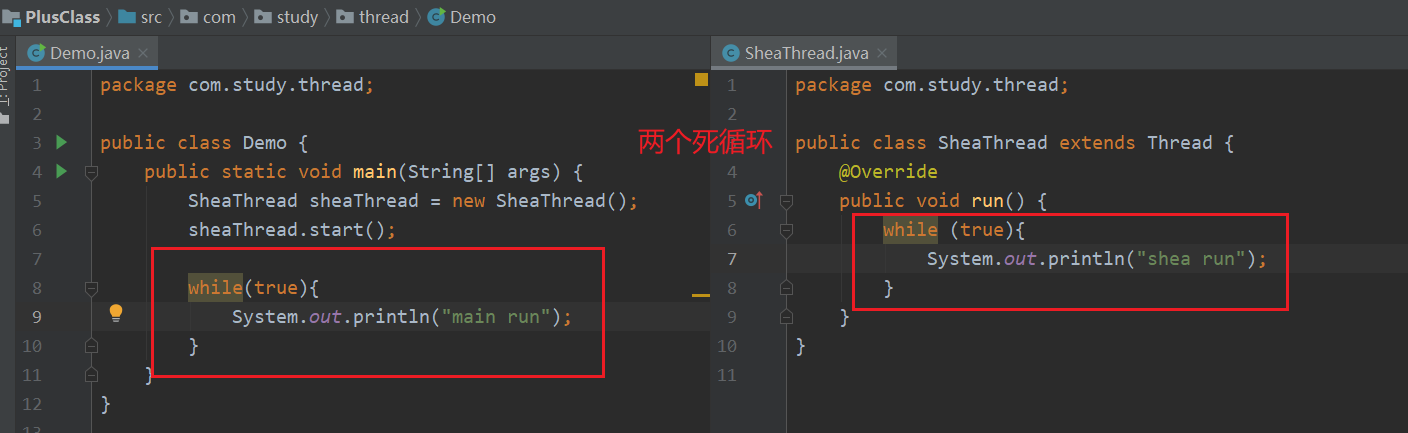 PlusClass src com study thread Demo
1: Project
Demo.java
1 package com.study.thread;
2
3 public class Demo {
4 public static void main(String[] args) {
5 SheaThread sheaThread = new SheaThread();
6 sheaThread.start();
7
8 while(true){
9 System.out.println("main run");
10 }
11 }
12 }
13
两个死循环
SheaThread.java
1 package com.study.thread;
2
public class SheaThread extends Thread {
4 @Override
5 public void run() {
6 while (true){
7 System.out.println("shea run");
8 }
9 }
10 }
11